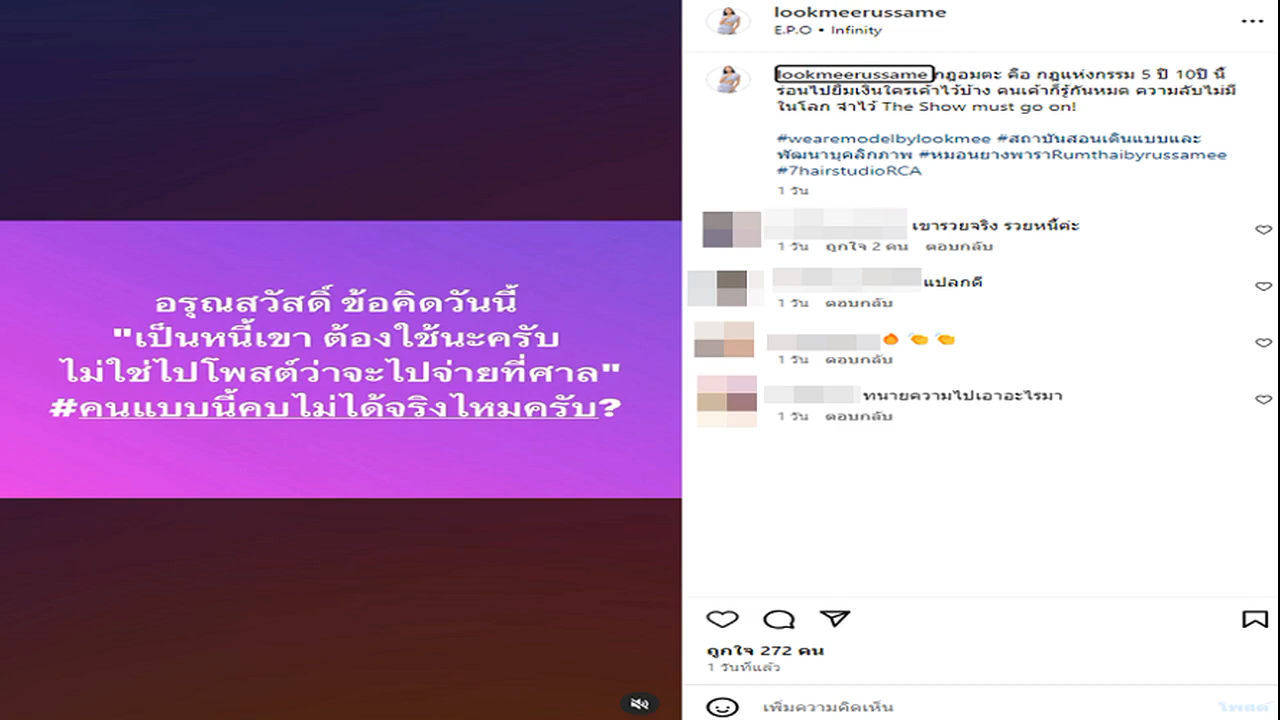 อรุณสวัสดิ์ ข้อคิดวันนี้
"เป็นหนี้เขา ต้องใช้นะครับ
ไม่ใช่ไปโพสต์ว่าจะไปจ่ายที่ศาล"
#คนแบบนี้คบไม่ได้จริงไหมครับ?
lookmeerussame
E.P.O • Infinity
lookmeerussame กฎอมตะ คือ กฎแห่งกรรม 5 ปี 10ปี นี้
ร่อนไปยืมเงินใครเค้าไว้บ้าง คนเค้าก็รู้กันหมด ความลับไม่มี
ในโลก จำไว้ The Show must go on!
#wearemodelbylookmee #สถาบันสอนเดินแบบและ
พัฒนาบุคลิกภาพ #หมอนยางพาราRumthaibyrussamee
#7hairstudioRCA
1 วัน
เขารวยจริง รวยหนี้ค่ะ
1 วัน ถูกใจ 2 คน ตอบกลับ
แปลกดี
1 วัน ตอบกลับ
1 วัน ตอบกลับ
ทนายความไปเอาอะไรมา
1 วัน ตอบกลับ
ถูกใจ 272 คน
1 วันที่แล้ว
เพิ่มความคิดเห็น
โพสต์